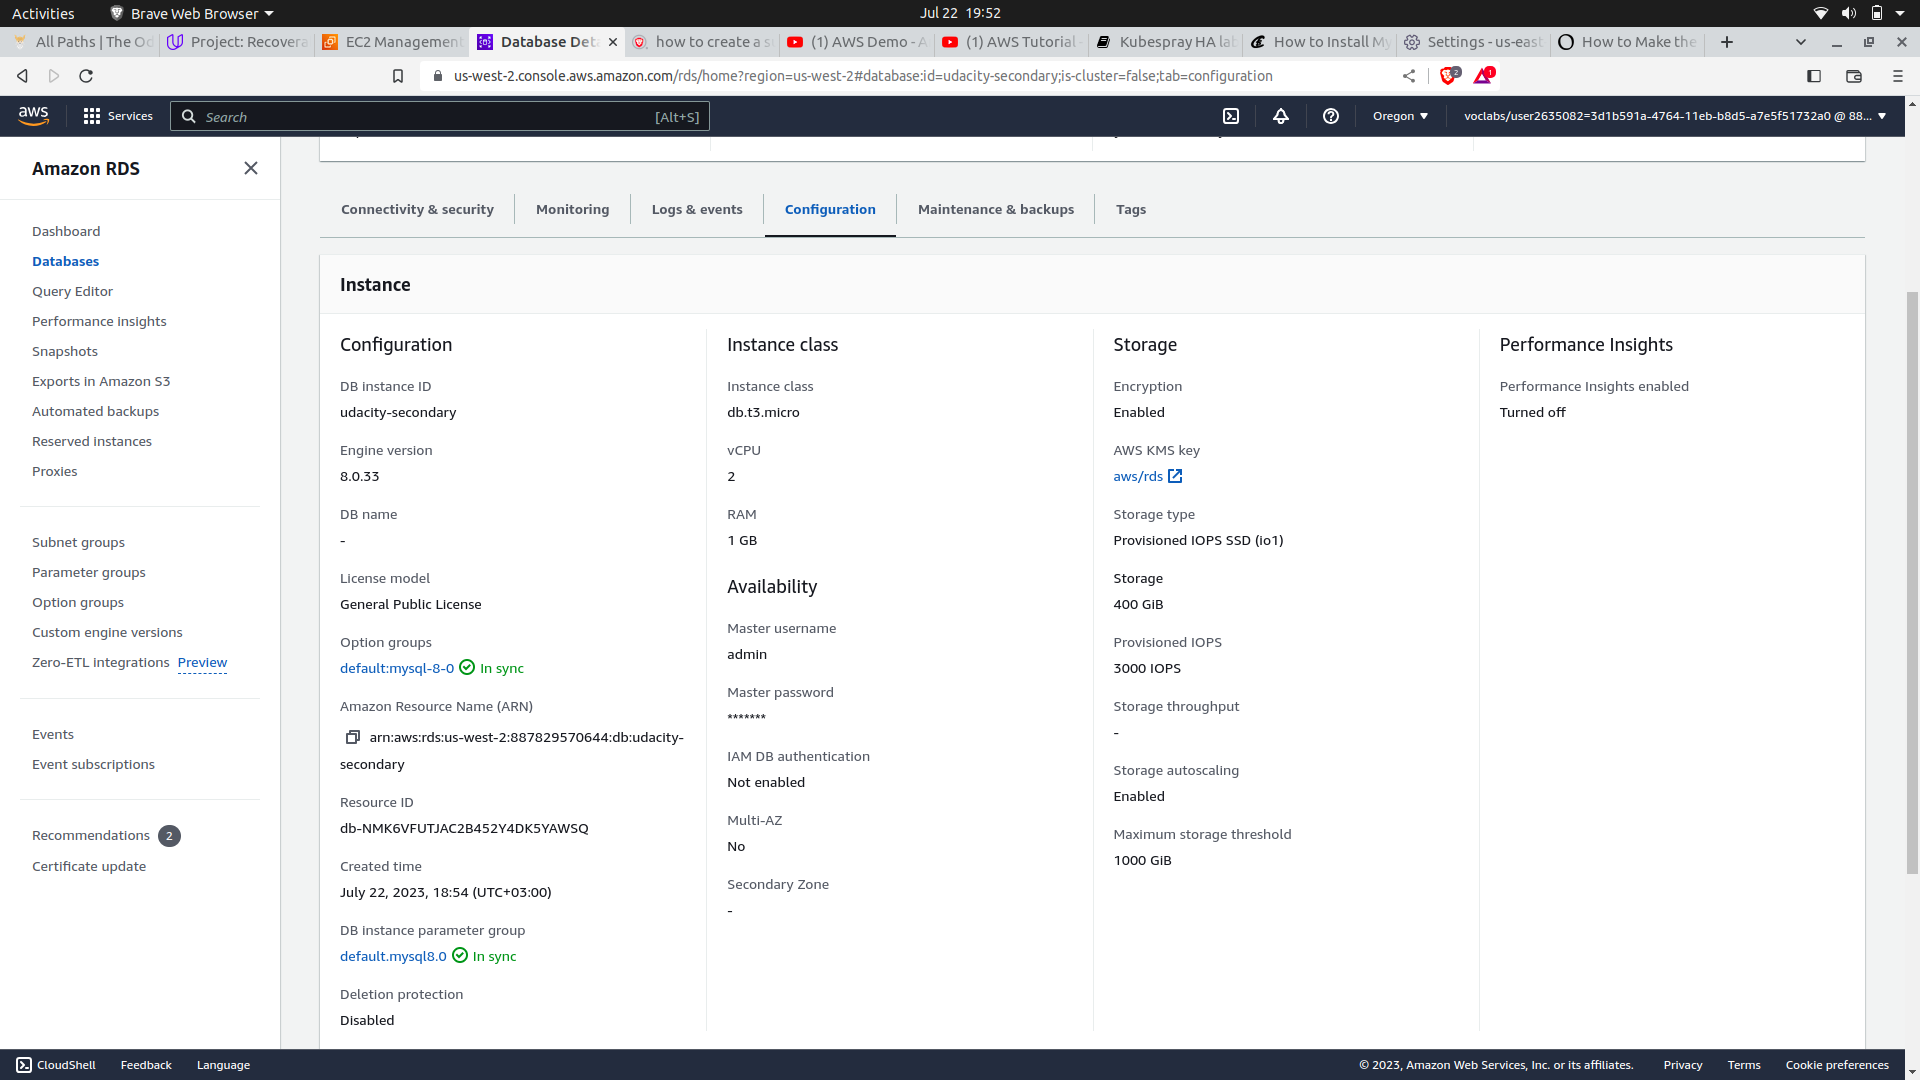 Activities
Brave Web Browser
Jul 22 19:52
All Paths | The Od
Project: Recovera
EC2 Management
Database Deta
how to create a s
(1) AWS Demo - A
(1) AWS Tutorial -
Kubespray HA lab
How to Install My
Settings - us-east
How to Make the
us-west-2.console.aws.amazon.com/rds/home?region=us-west-2#database:id=udacity-secondary;is-cluster=false;tab=configuration
2
1
aws
Services
Search
[Alt+S]
Oregon
voclabs/user2635082=3d1b591a-4764-11eb-b8d5-a7e5f51732a0 @ 88...
Amazon RDS
Dashboard
Databases
Query Editor
Performance insights
Snapshots
Exports in Amazon S3
Automated backups
Reserved instances
Proxies
Subnet groups
Parameter groups
Option groups
Custom engine versions
Zero-ETL integrations Preview
Events
Event subscriptions
Recommendations 2
Certificate update
Connectivity & security
Monitoring
Logs & events
Configuration
Maintenance & backups
Tags
Instance
Configuration
DB instance ID
udacity-secondary
Engine version
8.0.33
DB name
-
License model
General Public License
Option groups
default:mysql-8-0 In sync
Amazon Resource Name (ARN)
arn:aws:rds:us-west-2:887829570644:db:udacity-
secondary
Resource ID
db-NMK6VFUTJAC2B452Y4DK5YAWSQ
Created time
July 22, 2023, 18:54 (UTC+03:00)
DB instance parameter group
default.mysql8.0 In sync
Deletion protection
Disabled
Instance class
Instance class
db.t3.micro
vCPU
2
RAM
1 GB
Availability
Master username
admin
Master password
*******
IAM DB authentication
Not enabled
Multi-AZ
No
Secondary Zone
-
Storage
Encryption
Enabled
AWS KMS key
aws/rds
Storage type
Provisioned IOPS SSD (io1)
Storage
400 GiB
Provisioned IOPS
3000 IOPS
Storage throughput
-
Storage autoscaling
Enabled
Maximum storage threshold
1000 GiB
Performance Insights
Performance Insights enabled
Turned off
CloudShell
Feedback
Language
© 2023, Amazon Web Services, Inc. or its affiliates.
Privacy
Terms
Cookie preferences